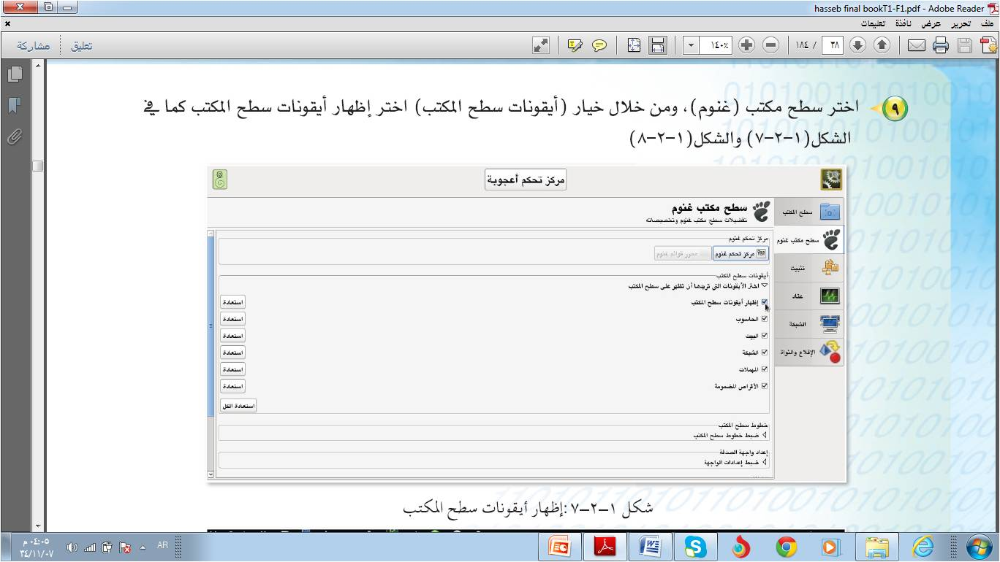 hasseb final bookT1-F1.pdf - Adobe Reader
ملف تحرير عرض نافذة تعليمات
٣٨ / ١٨٤ ١٤٠٪ تعليق مشاركة
٩ اختر سطح مكتب (غنوم)، ومن خلال خيار (أيقونات سطح المكتب) اختر إظهار أيقونات سطح المكتب كما في
الشكل(١-٢-٧) والشكل(١-٢-٨)
مركز تحكم أعجوبة
سطح المكتب
سطح مكتب غنوم
تثبيت
عتاد
الشبكة
الإقلاع والنواة
سطح مكتب غنوم
تفضيلات سطح مكتب غنوم وتخصيصاته
مركز تحكم غنوم
مركز تحكم غنوم محرر قوائم غنوم
أيقونات سطح المكتب
اختر الأيقونات التي تريدها أن تظهر على سطح المكتب
إظهار أيقونات سطح المكتب استعادة
الحاسوب استعادة
البيت استعادة
الشبكة استعادة
المهملات استعادة
الأقراص المضمومة استعادة
استعادة الكل
خطوط سطح المكتب
ضبط خطوط سطح المكتب
إعداد واجهة الصدفة
ضبط إعدادات الواجهة
شكل ١-٢-٧ :إظهار أيقونات سطح المكتب
AR
٠٤:٠٥ م
٣٤/١١/٠٧